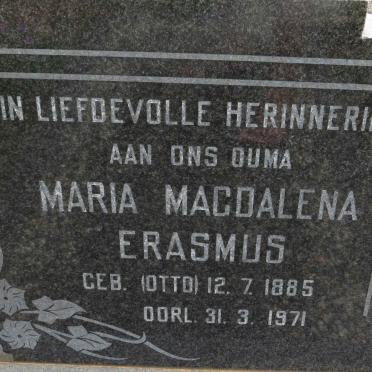 IN LIEFDEVOLLE HERINNERI
AAN ONS OUMA
MARIA MAGDALENA
ERASMUS
GEB. (OTTO) 12. 7. 1885
OORL. 31. 3. 1971